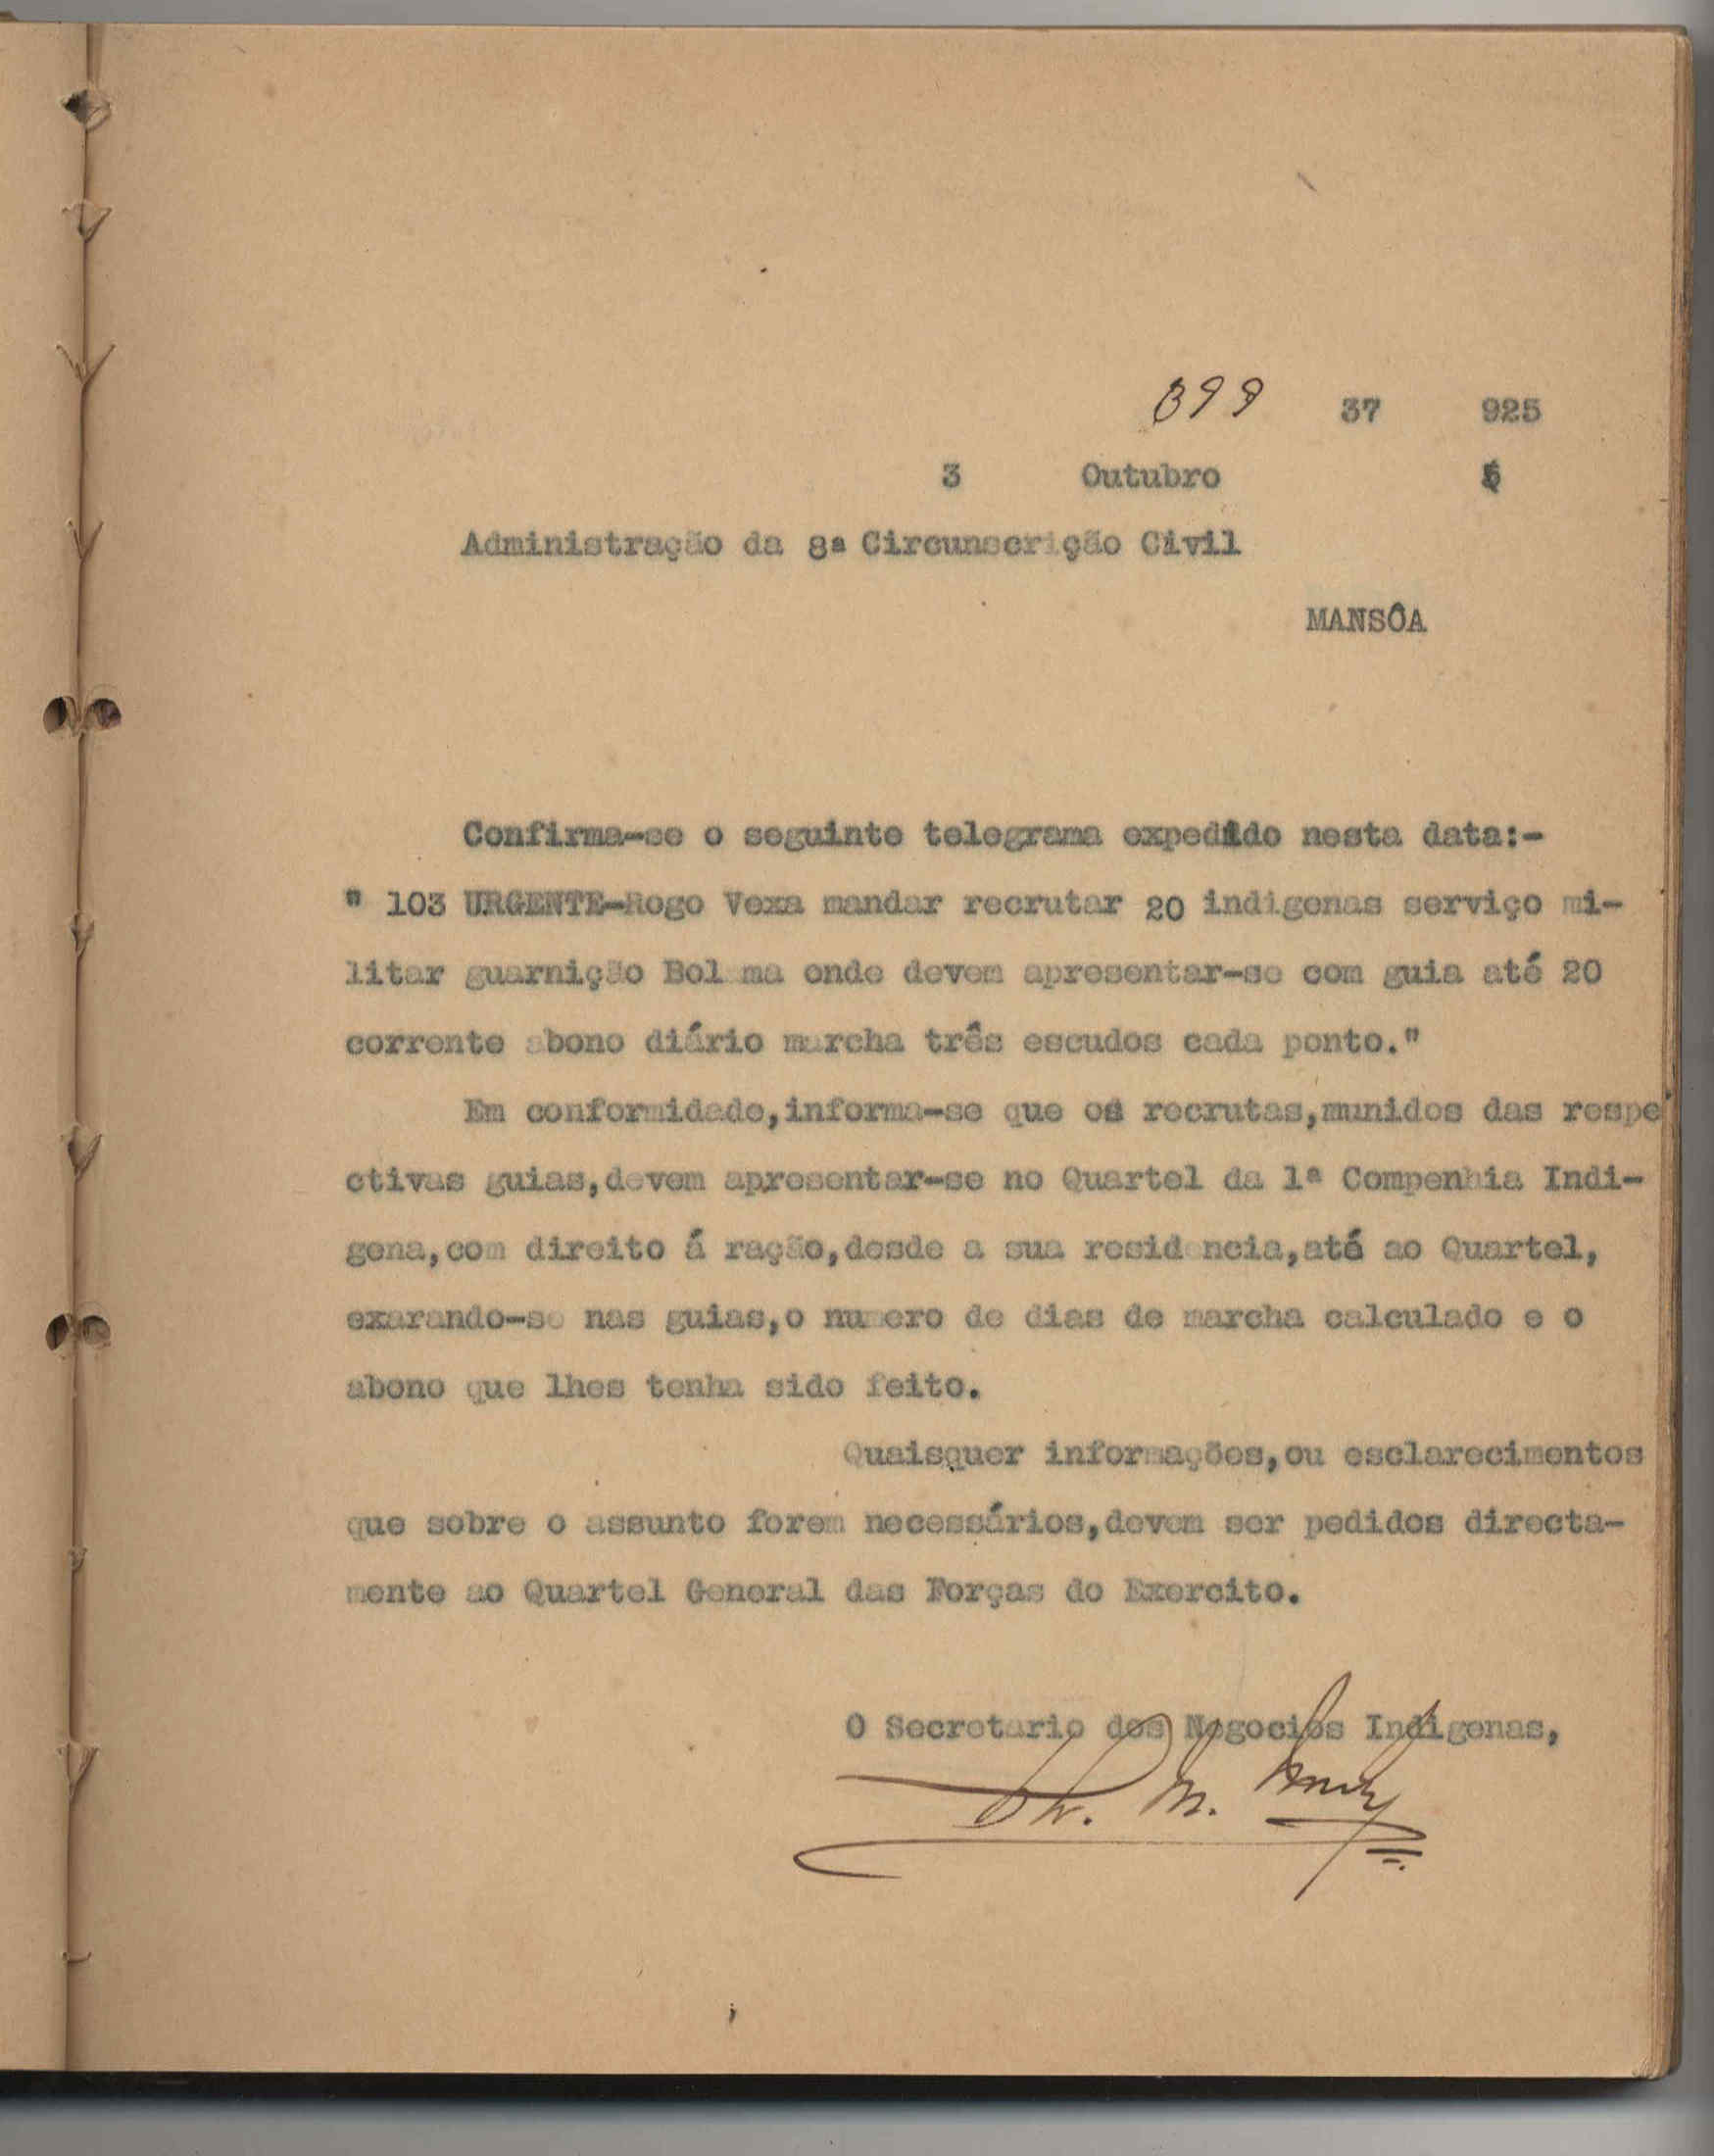 399 37 925
3 Outubro 5
Administração da 8ª Circunscrição Civil
MANSÔA
Confirma-se o seguinte telegrama expedido nesta data:-
" 103 URGENTE-Rogo Vexa mandar recrutar 20 indigenas serviço mi-
litar guarnição Bolama onde devem apresentar-se com guia até 20
corrente abono diário marcha três escudos cada ponto."
Em conformidade,informa-se que os recrutas,munidos das respe
ctivas guias,devem apresentar-se no Quartel da 1ª Compenhia Indi-
gena,com direito á ração,desde a sua residencia,até ao Quartel,
exarando-se nas guias,o numero de dias de marcha calculado e o
abono que lhes tenha sido feito.
Quaisquer informações,ou esclarecimentos
que sobre o assunto forem necessários,devem ser pedidos directa-
mente ao Quartel General das Forças do Exercito.
O Secretario dos Negocios Indigenas,